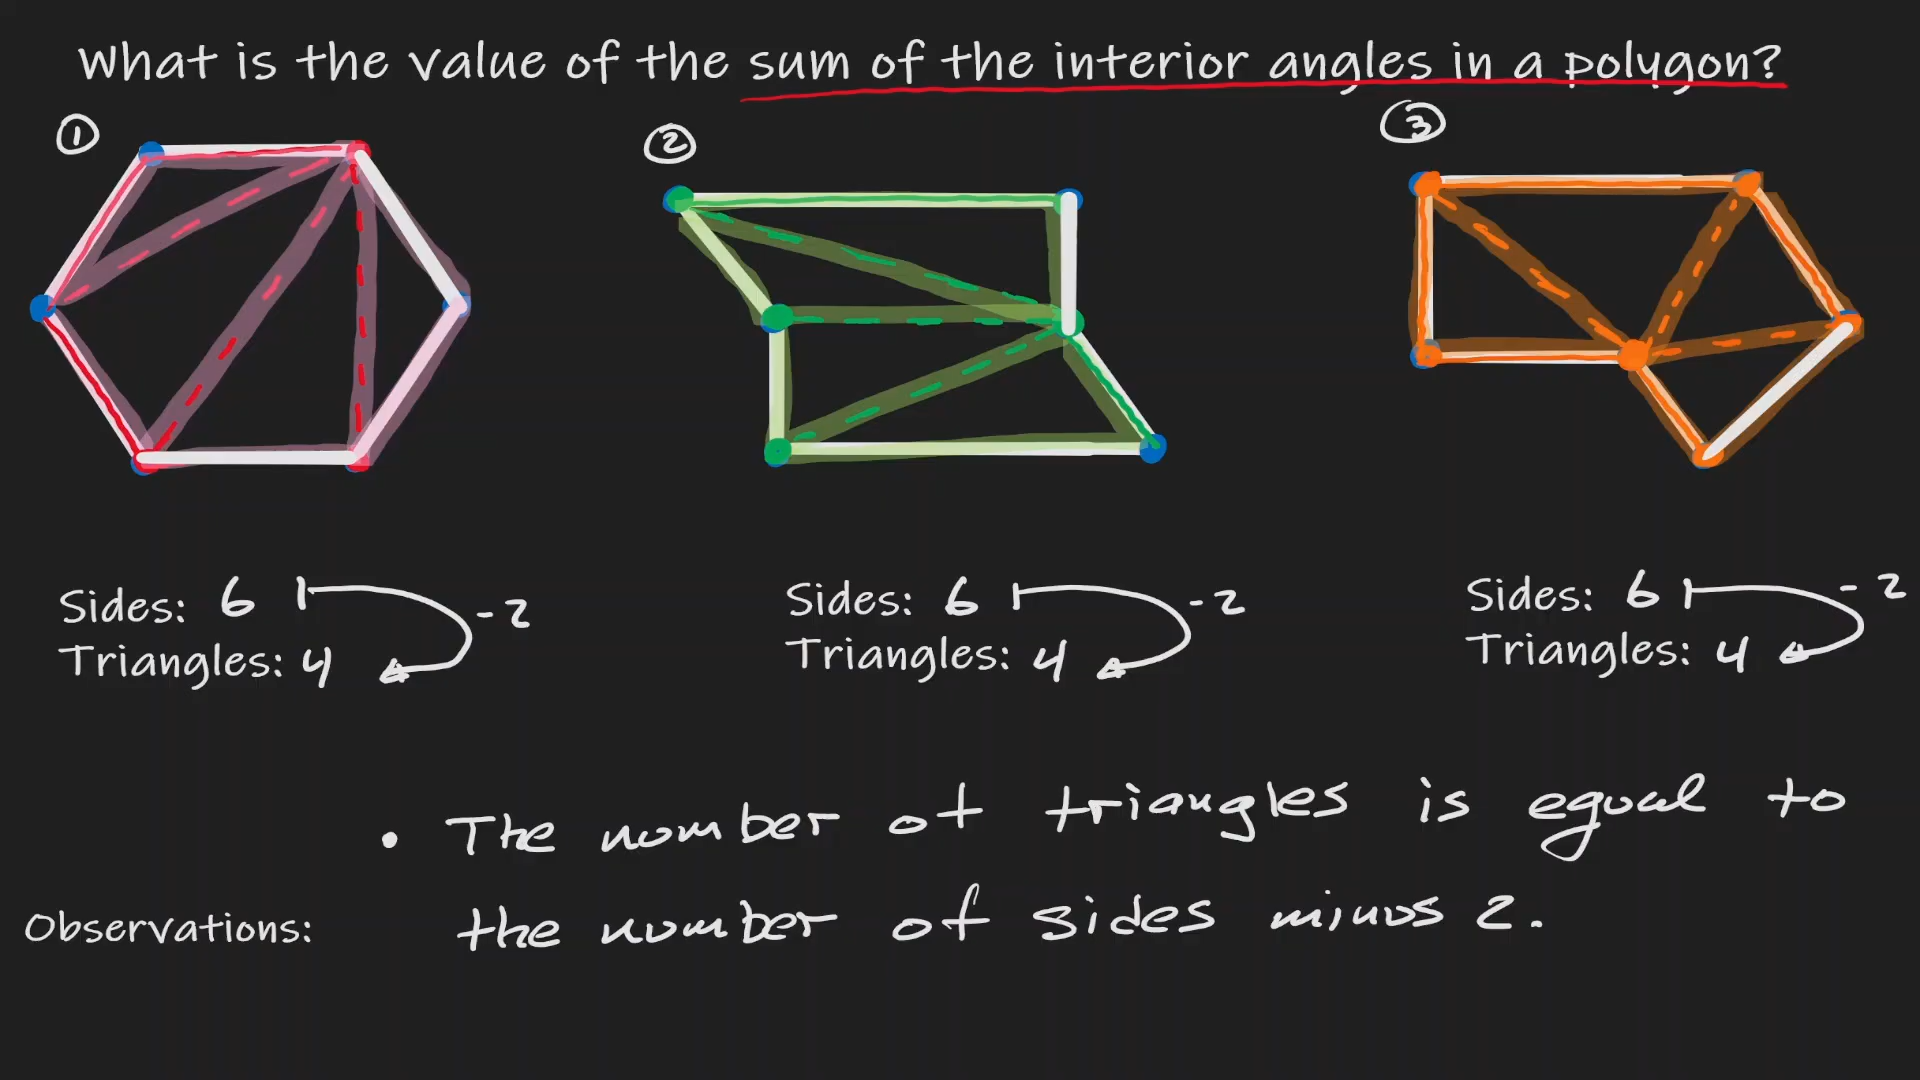 What is the value of the sum of the interior angles in a polygon?
1
2
3
Sides: 6
-2
Triangles: 4
Sides: 6
-2
Triangles: 4
Sides: 6
-2
Triangles: 4
• The number of triangles is equal to
Observations: the number of sides minus 2.